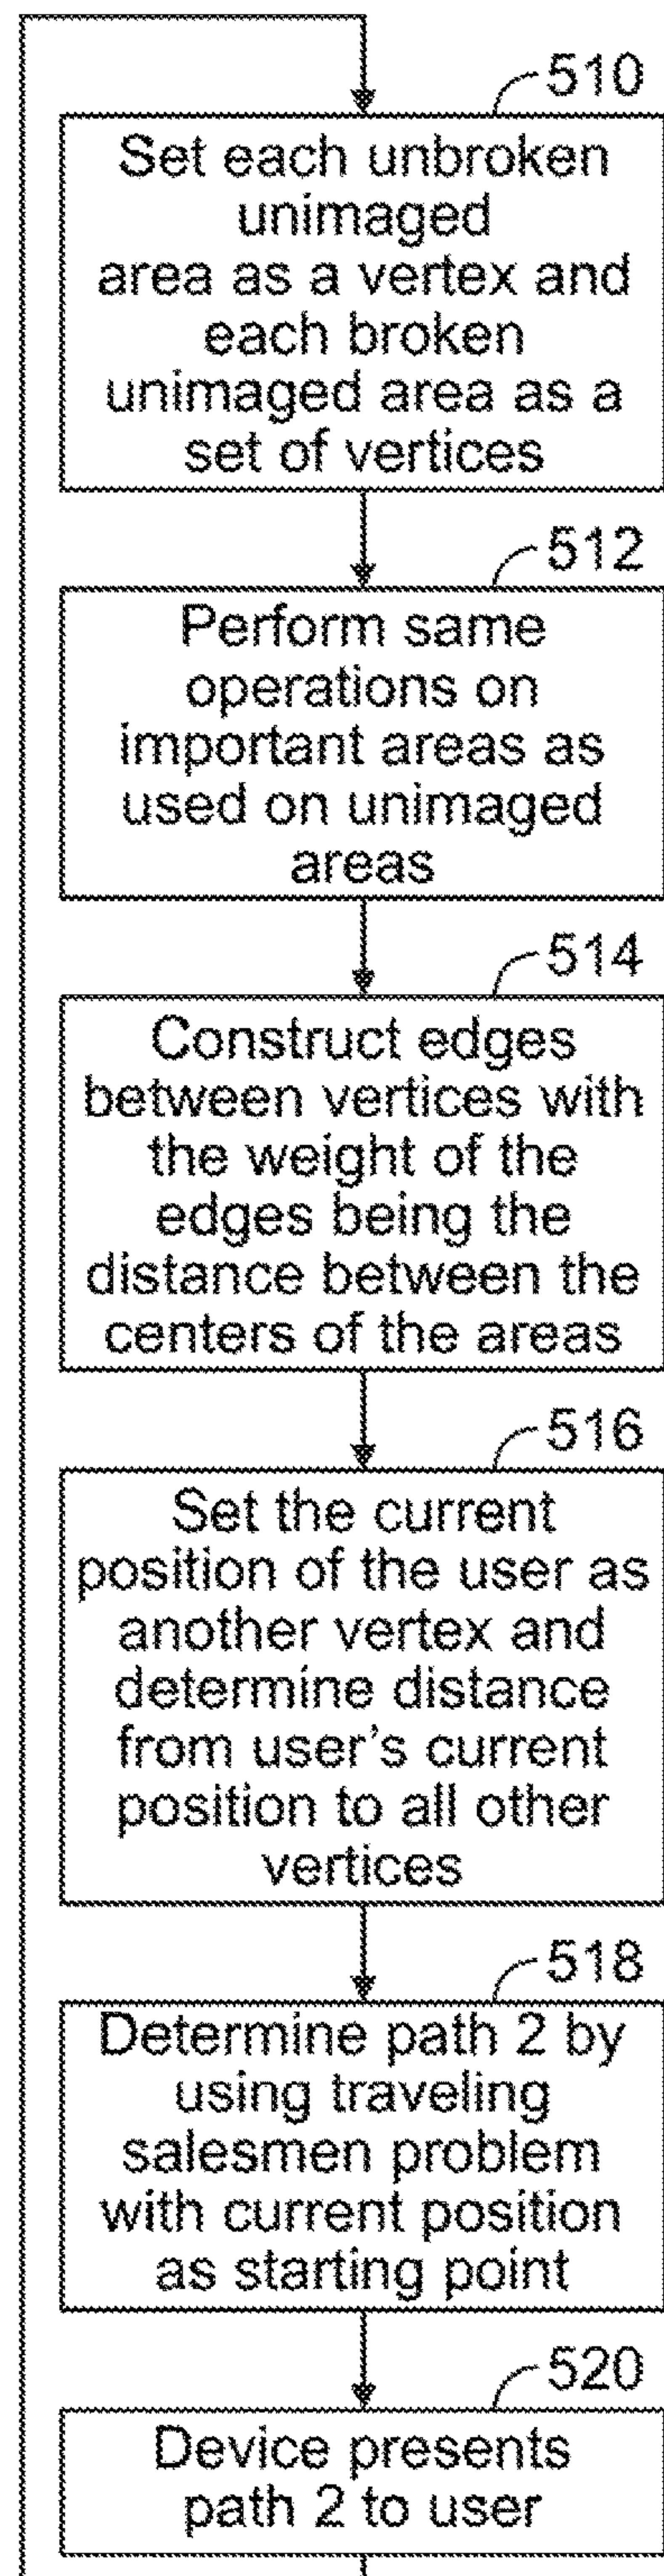 510
Set each unbroken
unimaged
area as a vertex and
each broken
unimaged area as a
set of vertices
512
Perform same
operations on
important areas as
used on unimaged
areas
514
Construct edges
between vertices with
the weight of the
edges being the
distance between the
centers of the areas
516
Set the current
position of the user as
another vertex and
determine distance
from user's current
position to all other
vertices
518
Determine path 2 by
using traveling
salesmen problem
with current position
as starting point
520
Device presents
path 2 to user